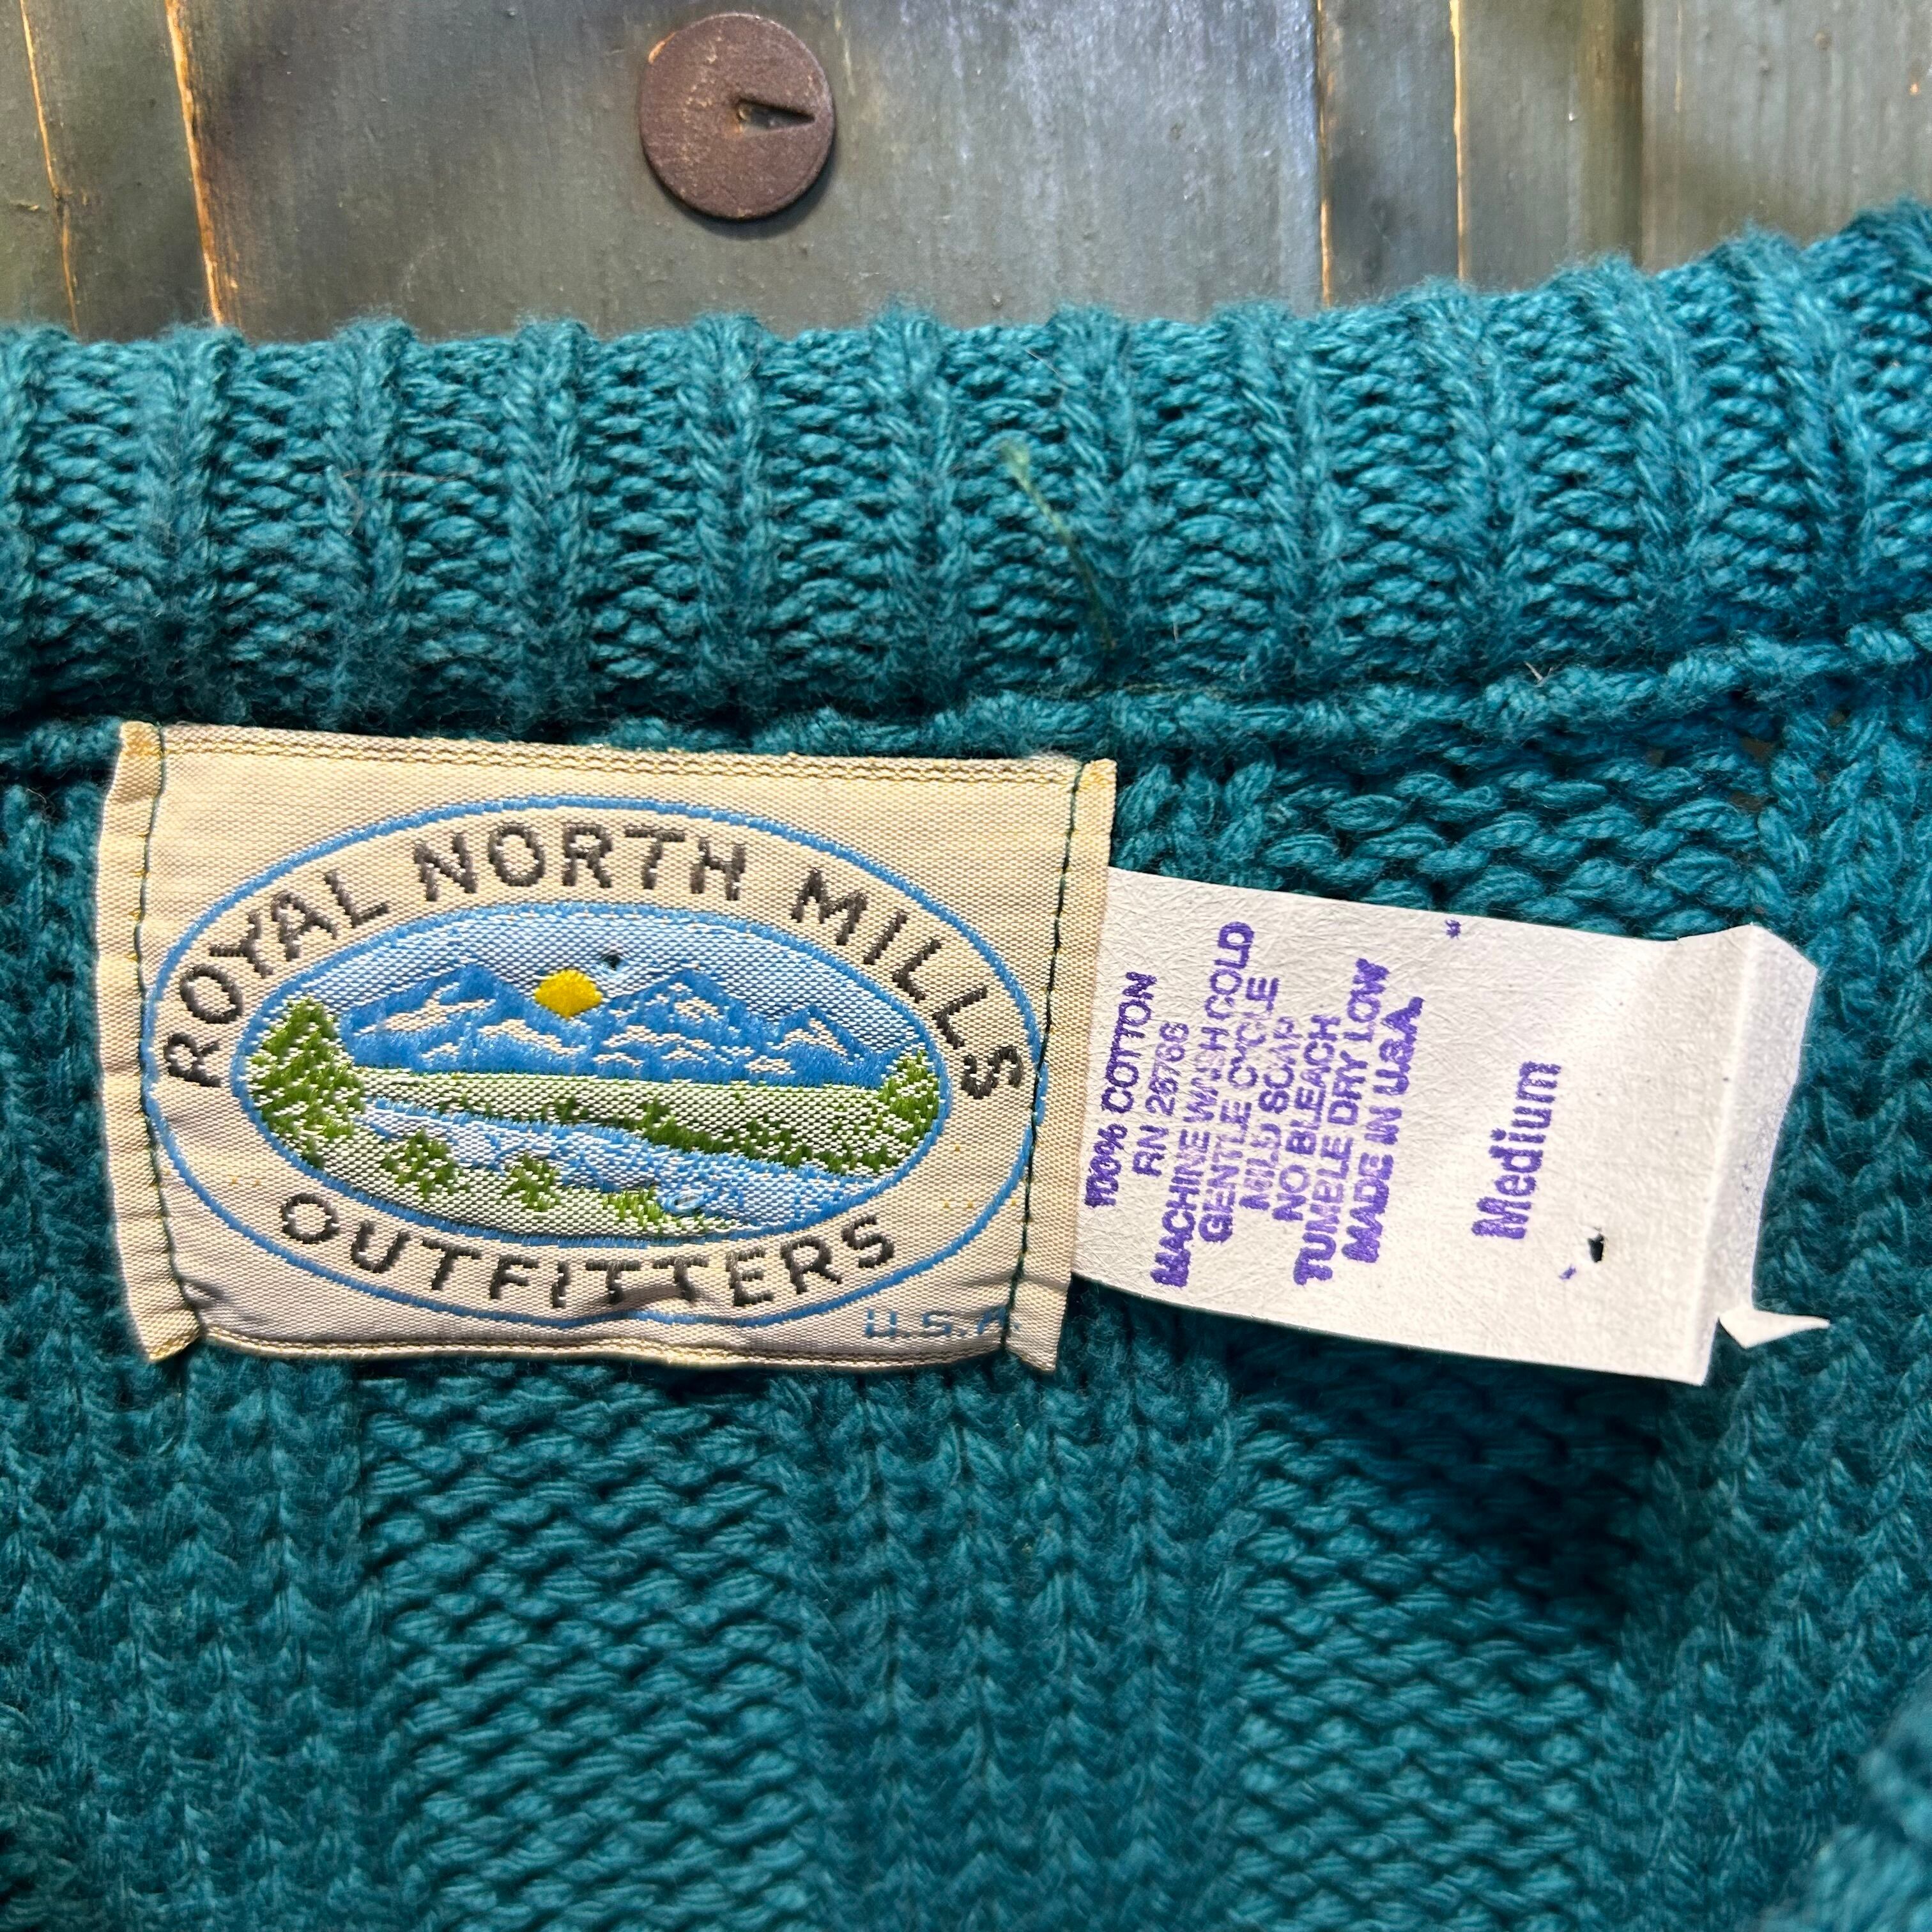 ROYAL NORTH MILLS
OUTFITTERS
U.S.A
100% COTTON
RN 26766
MACHINE WASH COLD
GENTLE CYCLE
MILD SOAP
NO BLEACH
TUMBLE DRY LOW
MADE IN U.S.A.
Medium